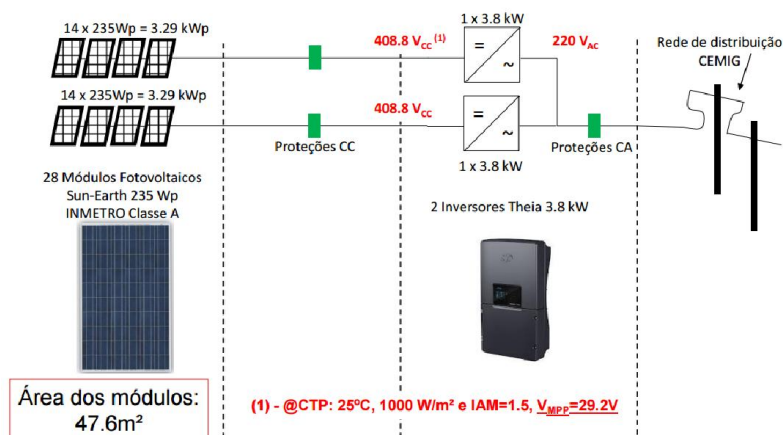 14 x 235Wp = 3.29 kWp
408.8 VCC (1)
1 x 3.8 kW
220 VAC
=
~
Rede de distribuição
CEMIG
14 x 235Wp = 3.29 kWp
408.8 VCC
=
~
Proteções CC
1 x 3.8 kW
Proteções CA
28 Módulos Fotovoltaicos
Sun-Earth 235 Wp
INMETRO Classe A
2 Inversores Theia 3.8 kW
Área dos módulos:
47.6m²
(1) - @CTP: 25ºC, 1000 W/m² e IAM=1.5, VMPP=29.2V